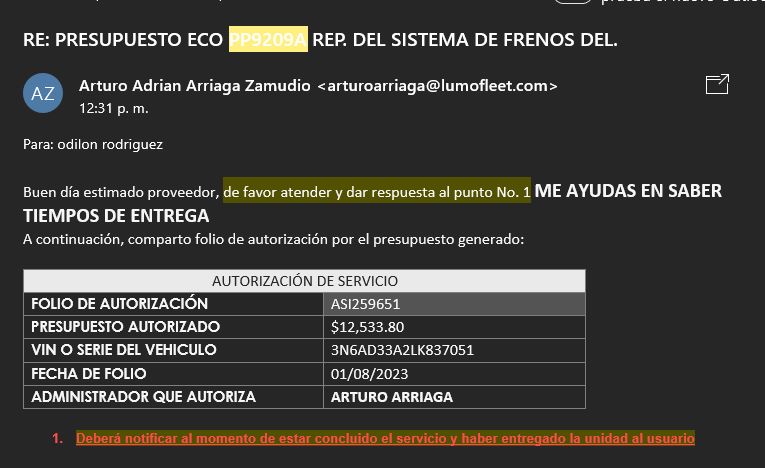 RE: PRESUPUESTO ECO PP9209A REP. DEL SISTEMA DE FRENOS DEL.
AZ
Arturo Adrian Arriaga Zamudio <arturoarriaga@lumofleet.com>
12:31 p. m.
Para: odilon rodriguez
Buen día estimado proveedor, de favor atender y dar respuesta al punto No. 1 ME AYUDAS EN SABER
TIEMPOS DE ENTREGA
A continuación, comparto folio de autorización por el presupuesto generado:
AUTORIZACIÓN DE SERVICIO
FOLIO DE AUTORIZACIÓN ASI259651
PRESUPUESTO AUTORIZADO $12,533.80
VIN O SERIE DEL VEHICULO 3N6AD33A2LK837051
FECHA DE FOLIO 01/08/2023
ADMINISTRADOR QUE AUTORIZA ARTURO ARRIAGA
1. Deberá notificar al momento de estar concluido el servicio y haber entregado la unidad al usuario